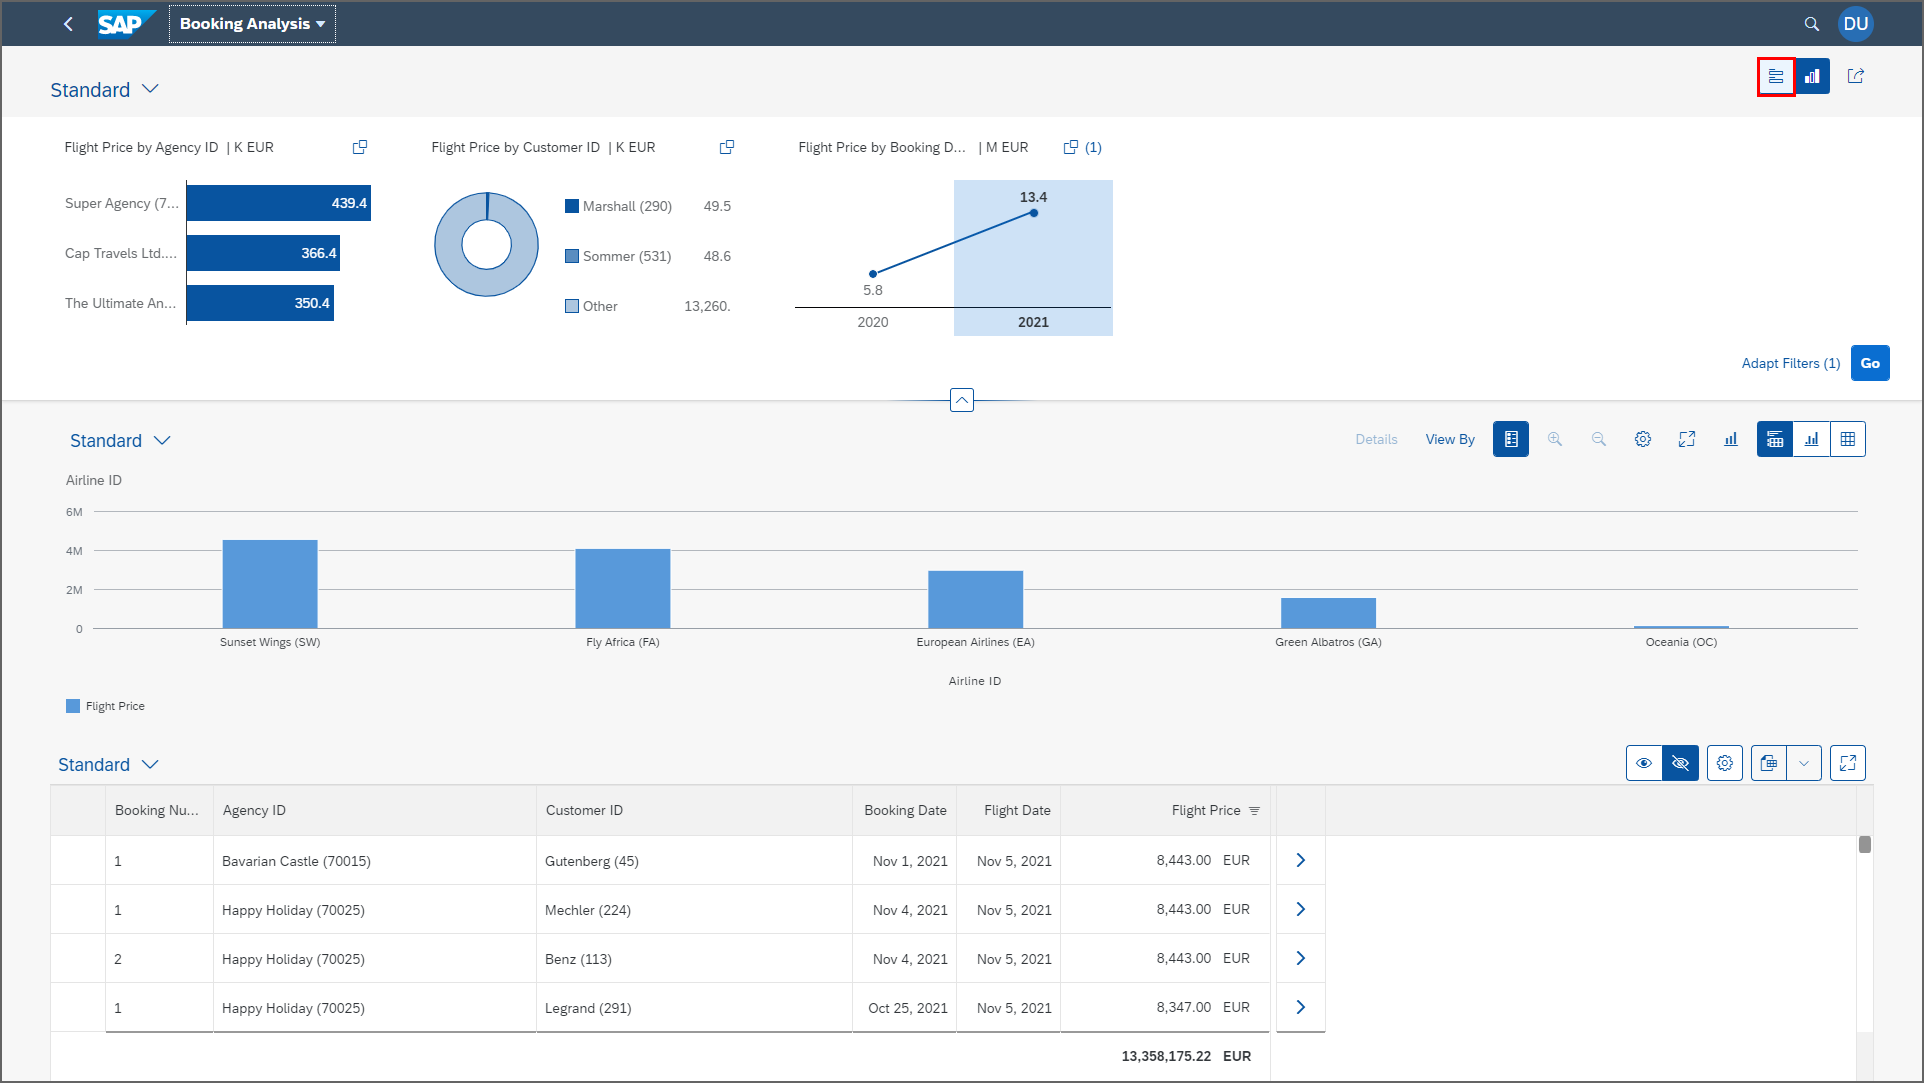 SAP Booking Analysis DU
Standard
Flight Price by Agency ID | K EUR
Super Agency (7... 439.4
Cap Travels Ltd.... 366.4
The Ultimate An... 350.4
Flight Price by Customer ID | K EUR
Marshall (290) 49.5
Sommer (531) 48.6
Other 13,260.
Flight Price by Booking D... | M EUR (1)
13.4
5.8
2020 2021
Adapt Filters (1) Go
Standard Details View By
Airline ID
6M
4M
2M
0
Sunset Wings (SW) Fly Africa (FA) European Airlines (EA) Green Albatros (GA) Oceania (OC)
Airline ID
Flight Price
Standard
Booking Nu... Agency ID Customer ID Booking Date Flight Date Flight Price
1 Bavarian Castle (70015) Gutenberg (45) Nov 1, 2021 Nov 5, 2021 8,443.00 EUR
1 Happy Holiday (70025) Mechler (224) Nov 4, 2021 Nov 5, 2021 8,443.00 EUR
2 Happy Holiday (70025) Benz (113) Nov 4, 2021 Nov 5, 2021 8,443.00 EUR
1 Happy Holiday (70025) Legrand (291) Oct 25, 2021 Nov 5, 2021 8,347.00 EUR
13,358,175.22 EUR